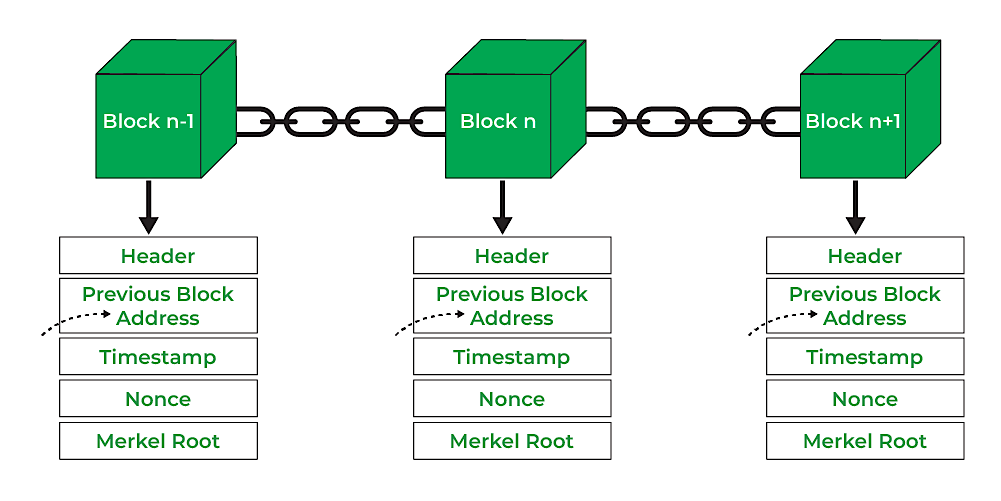 Block n-1
Block n
Block n+1
Header
Previous Block
Address
Timestamp
Nonce
Merkel Root
Header
Previous Block
Address
Timestamp
Nonce
Merkel Root
Header
Previous Block
Address
Timestamp
Nonce
Merkel Root